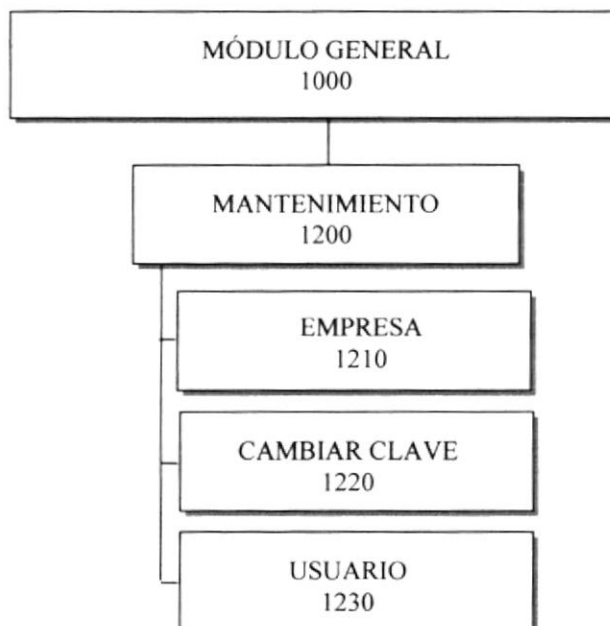 MÓDULO GENERAL
1000
MANTENIMIENTO
1200
EMPRESA
1210
CAMBIAR CLAVE
1220
USUARIO
1230